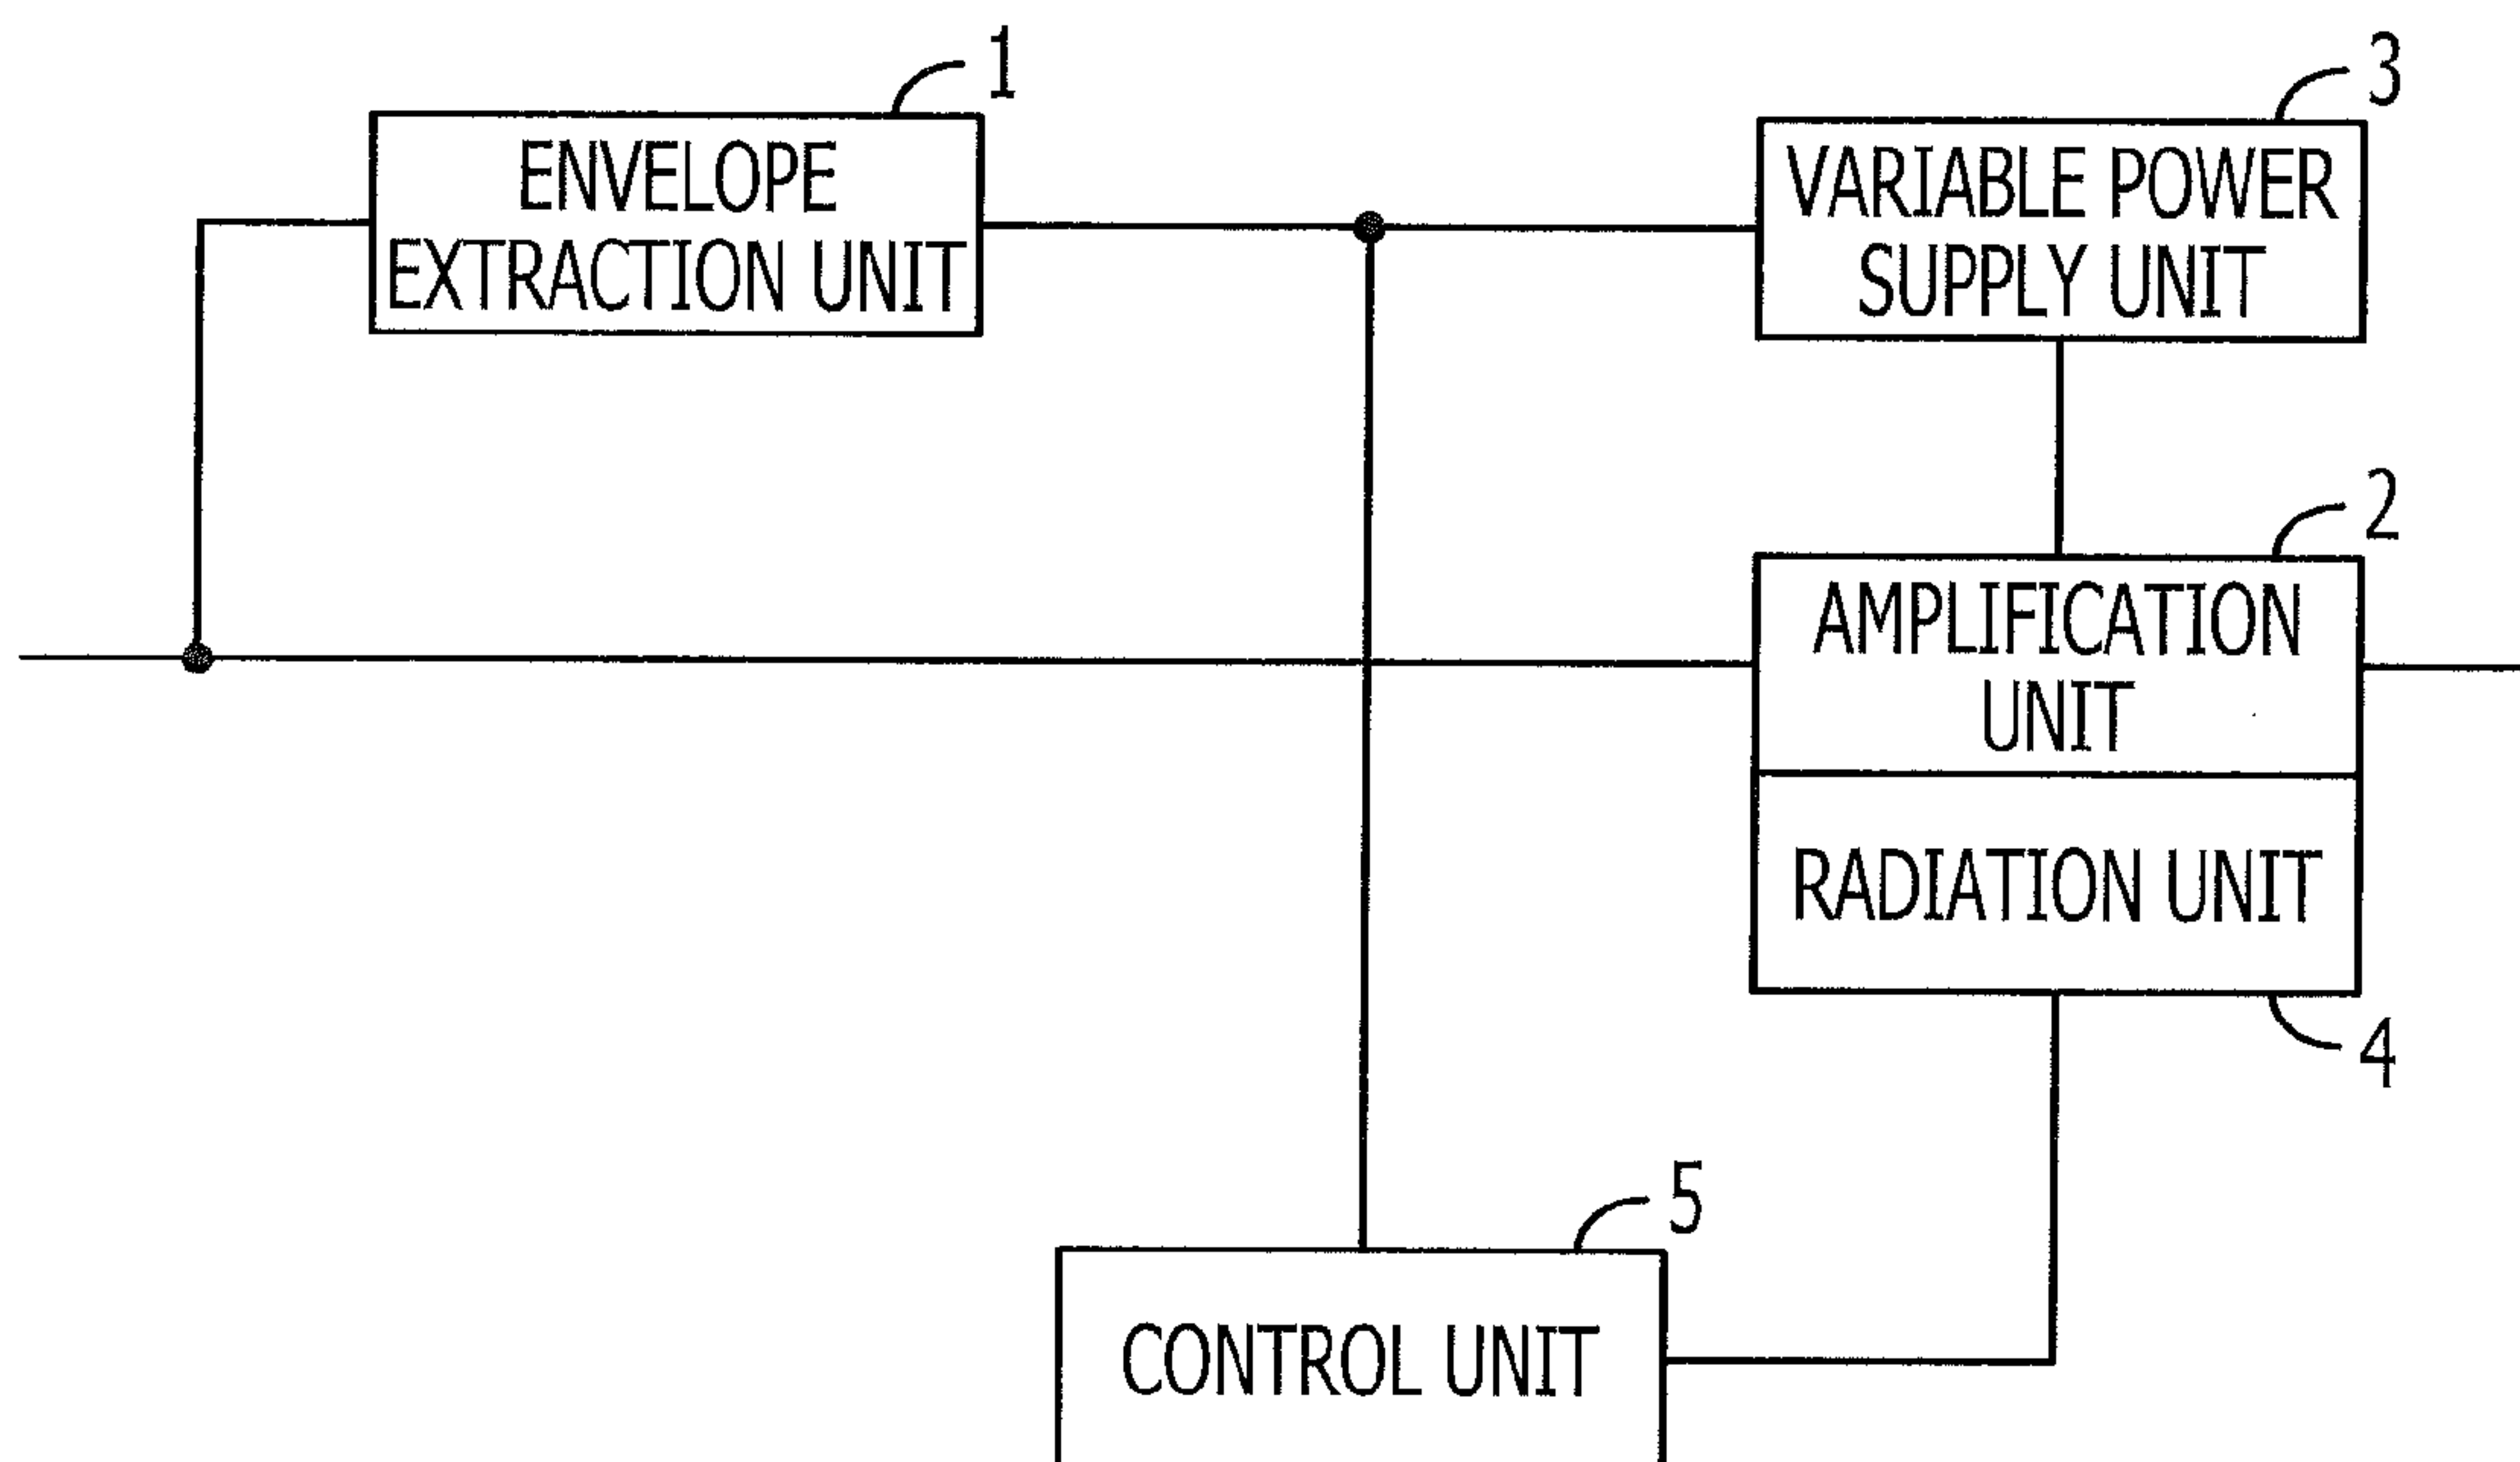 1
ENVELOPE
EXTRACTION UNIT
3
VARIABLE POWER
SUPPLY UNIT
2
AMPLIFICATION
UNIT
RADIATION UNIT
4
5
CONTROL UNIT